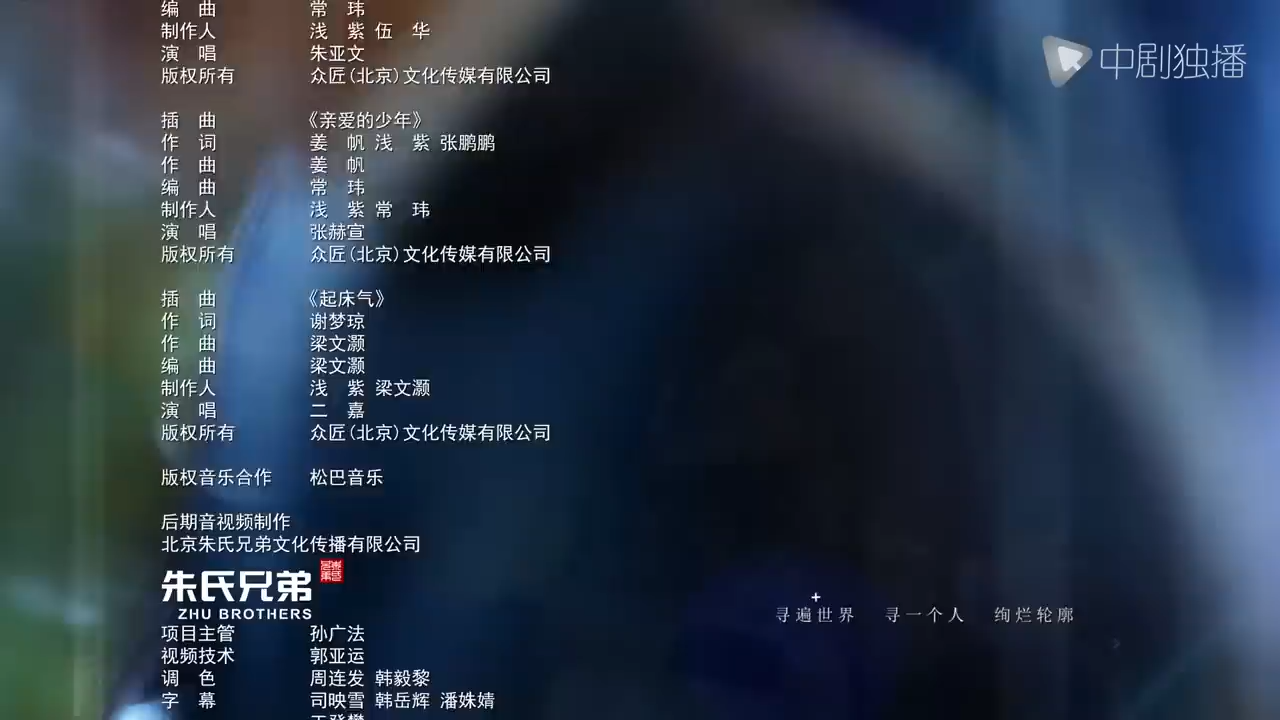 编 曲 常 玮
制作人 浅 紫 伍 华
演 唱 朱亚文
版权所有 众匠(北京)文化传媒有限公司
中剧独播
插 曲 《亲爱的少年》
作 词 姜 帆 浅 紫 张鹏鹏
作 曲 姜 帆
编 曲 常 玮
制作人 浅 紫 常 玮
演 唱 张赫宣
版权所有 众匠(北京)文化传媒有限公司
插 曲 《起床气》
作 词 谢梦琼
作 曲 梁文灏
编 曲 梁文灏
制作人 浅 紫 梁文灏
演 唱 二 嘉
版权所有 众匠(北京)文化传媒有限公司
版权音乐合作 松巴音乐
后期音视频制作
北京朱氏兄弟文化传播有限公司
朱氏兄弟
ZHU BROTHERS
项目主管 孙广法
视频技术 郭亚运
调 色 周连发 韩毅黎
字 幕 司映雪 韩岳辉 潘姝婧
寻遍世界 寻一个人 绚烂轮廓